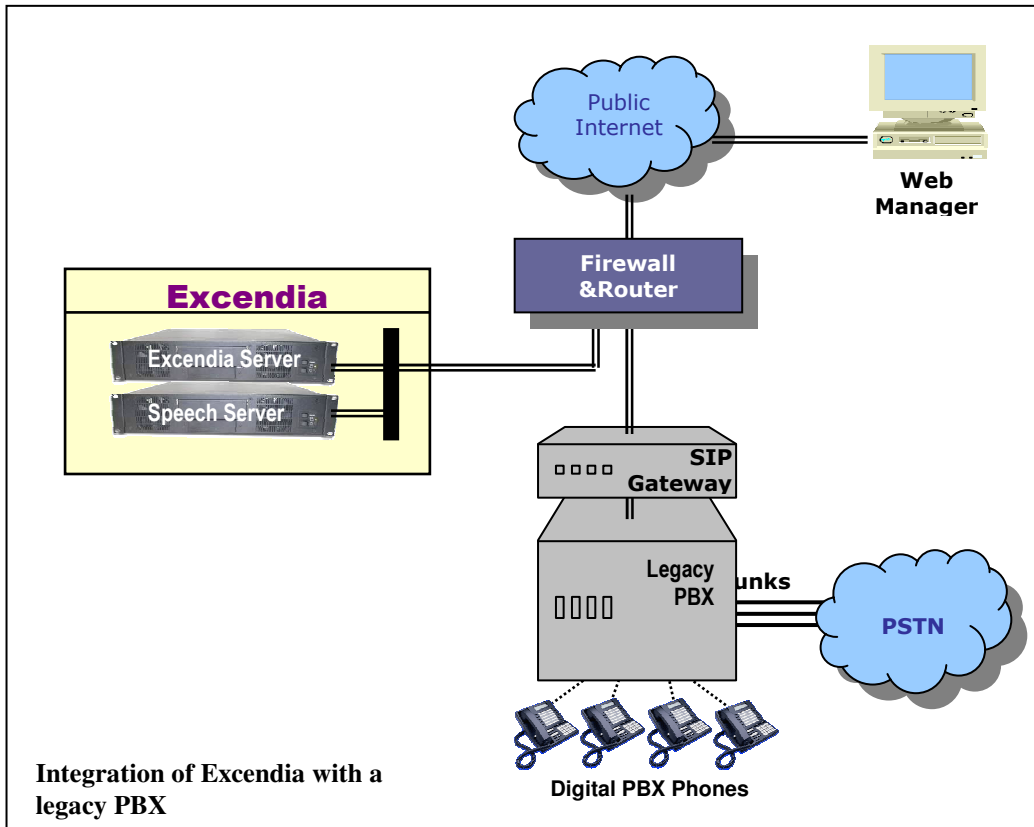 Public
Internet
Web
Manager
Firewall
&Router
Excendia
Excendia Server
Speech Server
SIP
Gateway
Legacy
PBX
unks
PSTN
Digital PBX Phones
Integration of Excendia with a
legacy PBX